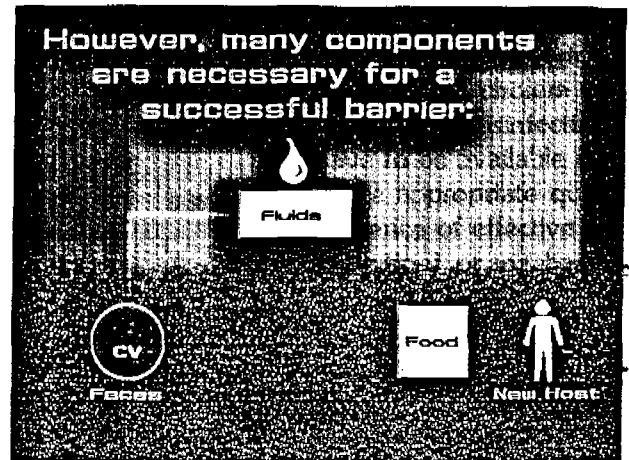 However, many components
are necessary for a
successful barrier:
Fluids
CV
Food
Feces
New Host